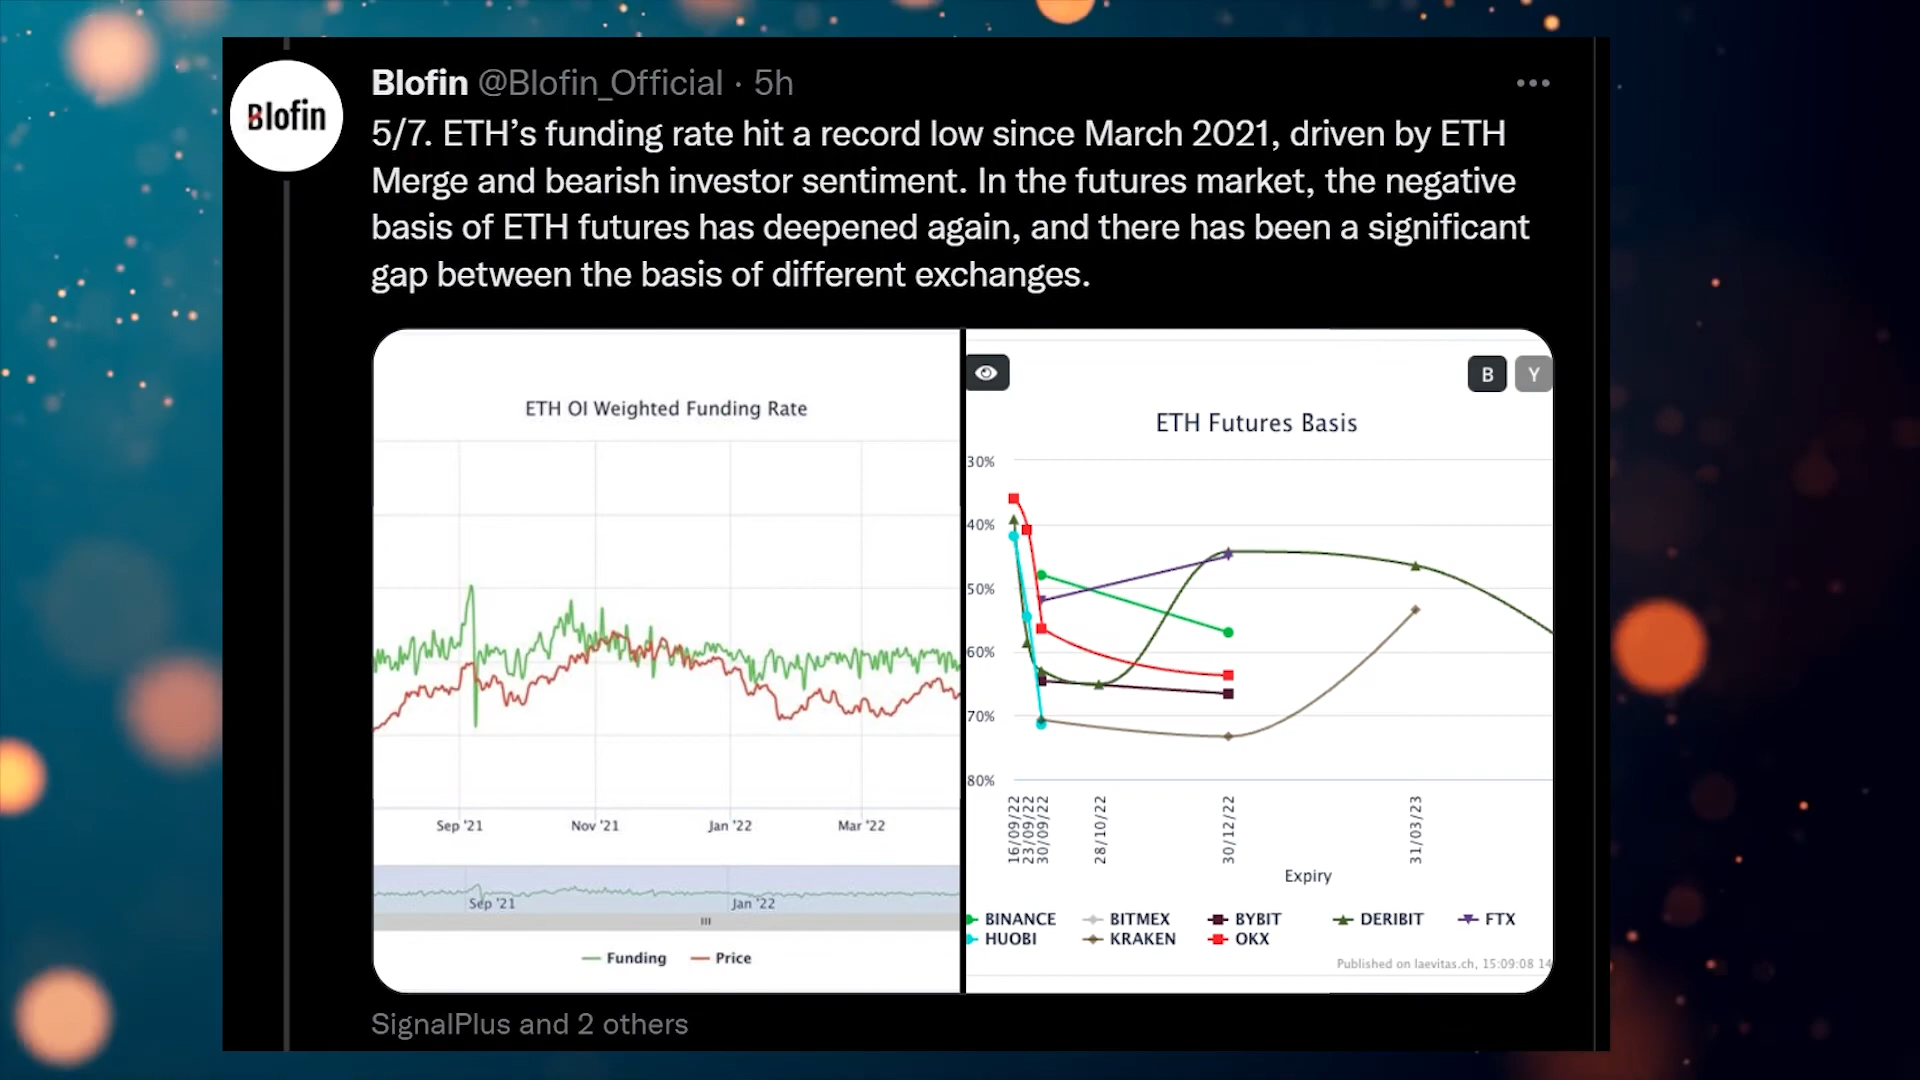 Blofin @Blofin_Official · 5h
Blofin
5/7. ETH’s funding rate hit a record low since March 2021, driven by ETH
Merge and bearish investor sentiment. In the futures market, the negative
basis of ETH futures has deepened again, and there has been a significant
gap between the basis of different exchanges.
ETH OI Weighted Funding Rate
Sep '21 Nov '21 Jan '22 Mar '22
Sep '21 Jan '22
Funding Price
B Y
ETH Futures Basis
30%
40%
50%
60%
70%
80%
16/09/22
23/09/22
30/09/22
28/10/22
30/12/22
31/03/23
Expiry
BINANCE BITMEX BYBIT DERIBIT FTX
HUOBI KRAKEN OKX
Published on laevitas.ch, 15:09:08 14
SignalPlus and 2 others